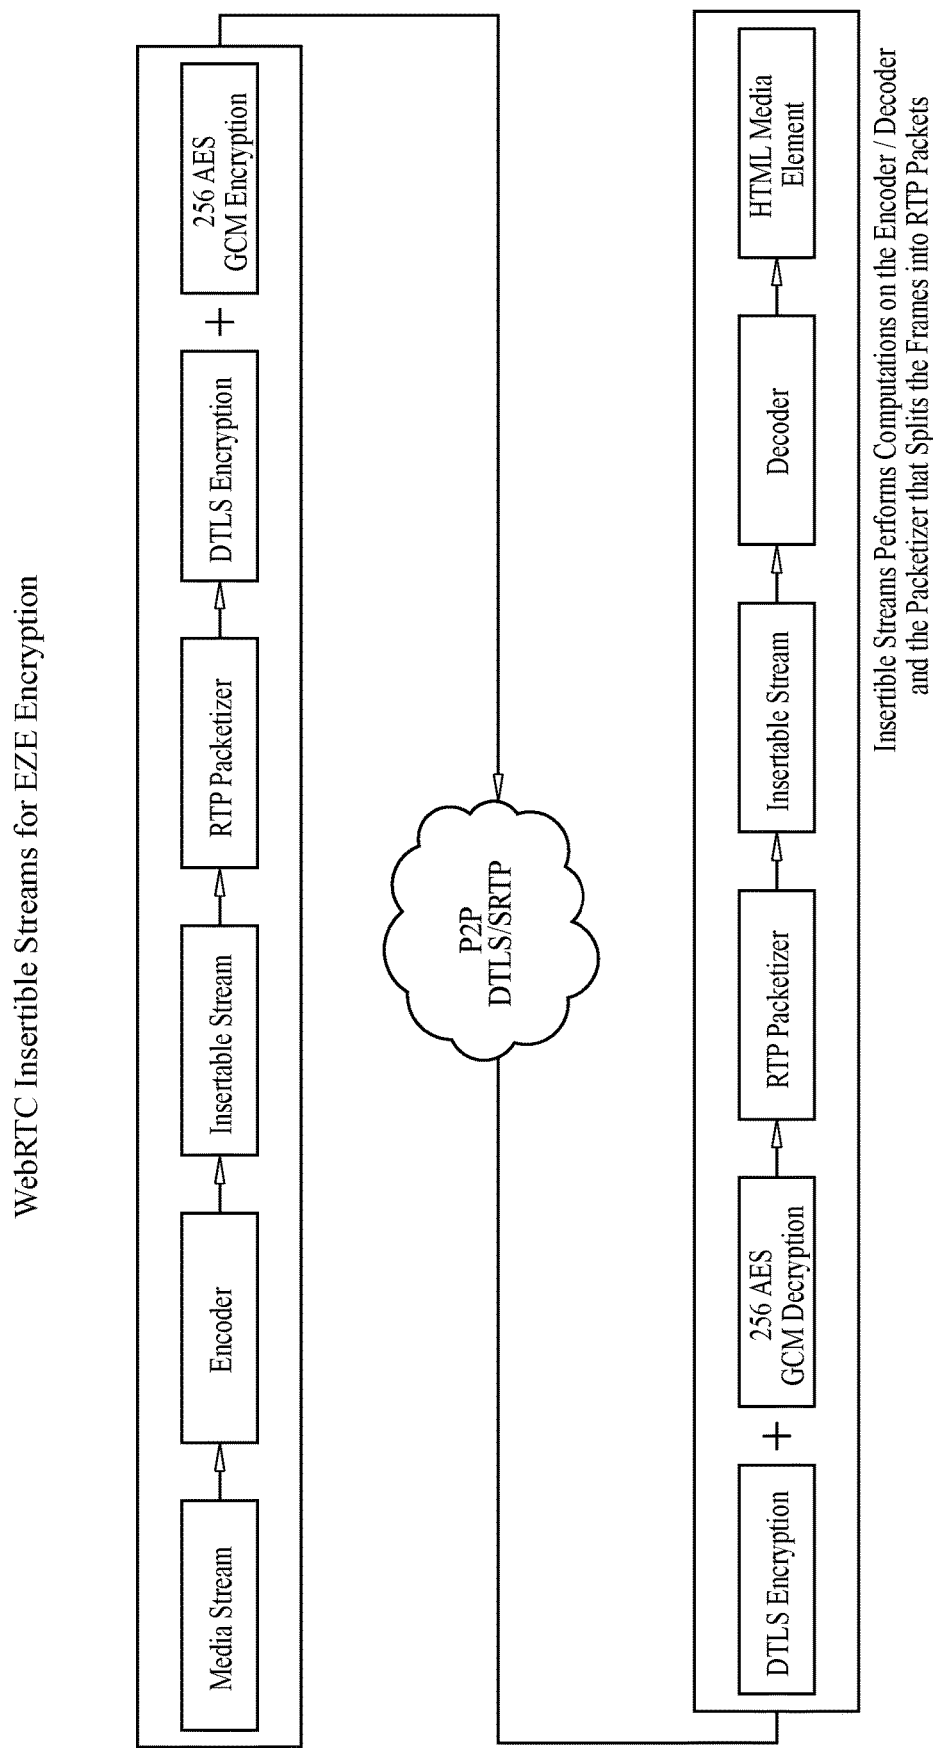 WebRTC Insertible Streams for EZE Encryption
Media Stream
Encoder
Insertable Stream
RTP Packetizer
DTLS Encryption
+
256 AES
GCM Encryption
P2P
DTLS/SRTP
DTLS Encryption
+
256 AES
GCM Decryption
RTP Packetizer
Insertable Stream
Decoder
HTML Media
Element
Insertible Streams Performs Computations on the Encoder / Decoder
and the Packetizer that Splits the Frames into RTP Packets